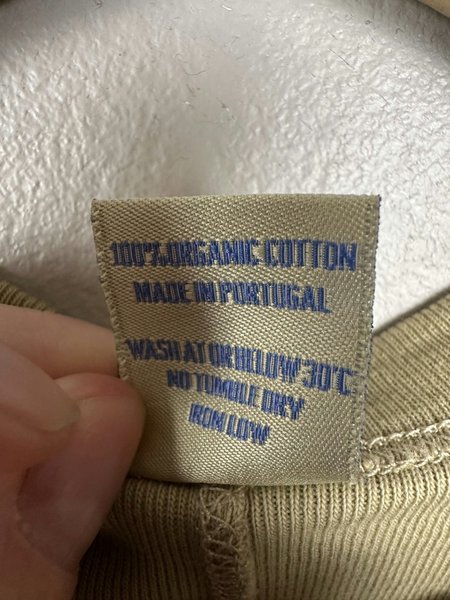 100% ORGANIC COTTON
MADE IN PORTUGAL
WASH AT OR BELOW 30°C
NO TUMBLE DRY
IRON LOW